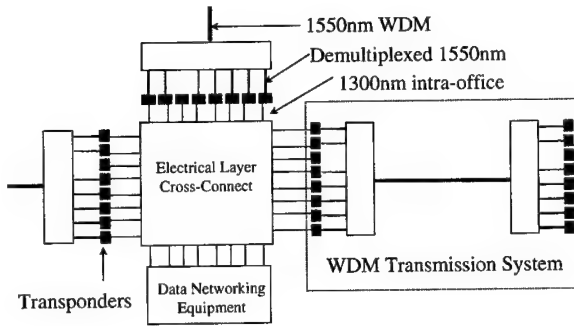 1550nm WDM
Demultiplexed 1550nm
1300nm intra-office
Electrical Layer
Cross-Connect
WDM Transmission System
Transponders
Data Networking
Equipment